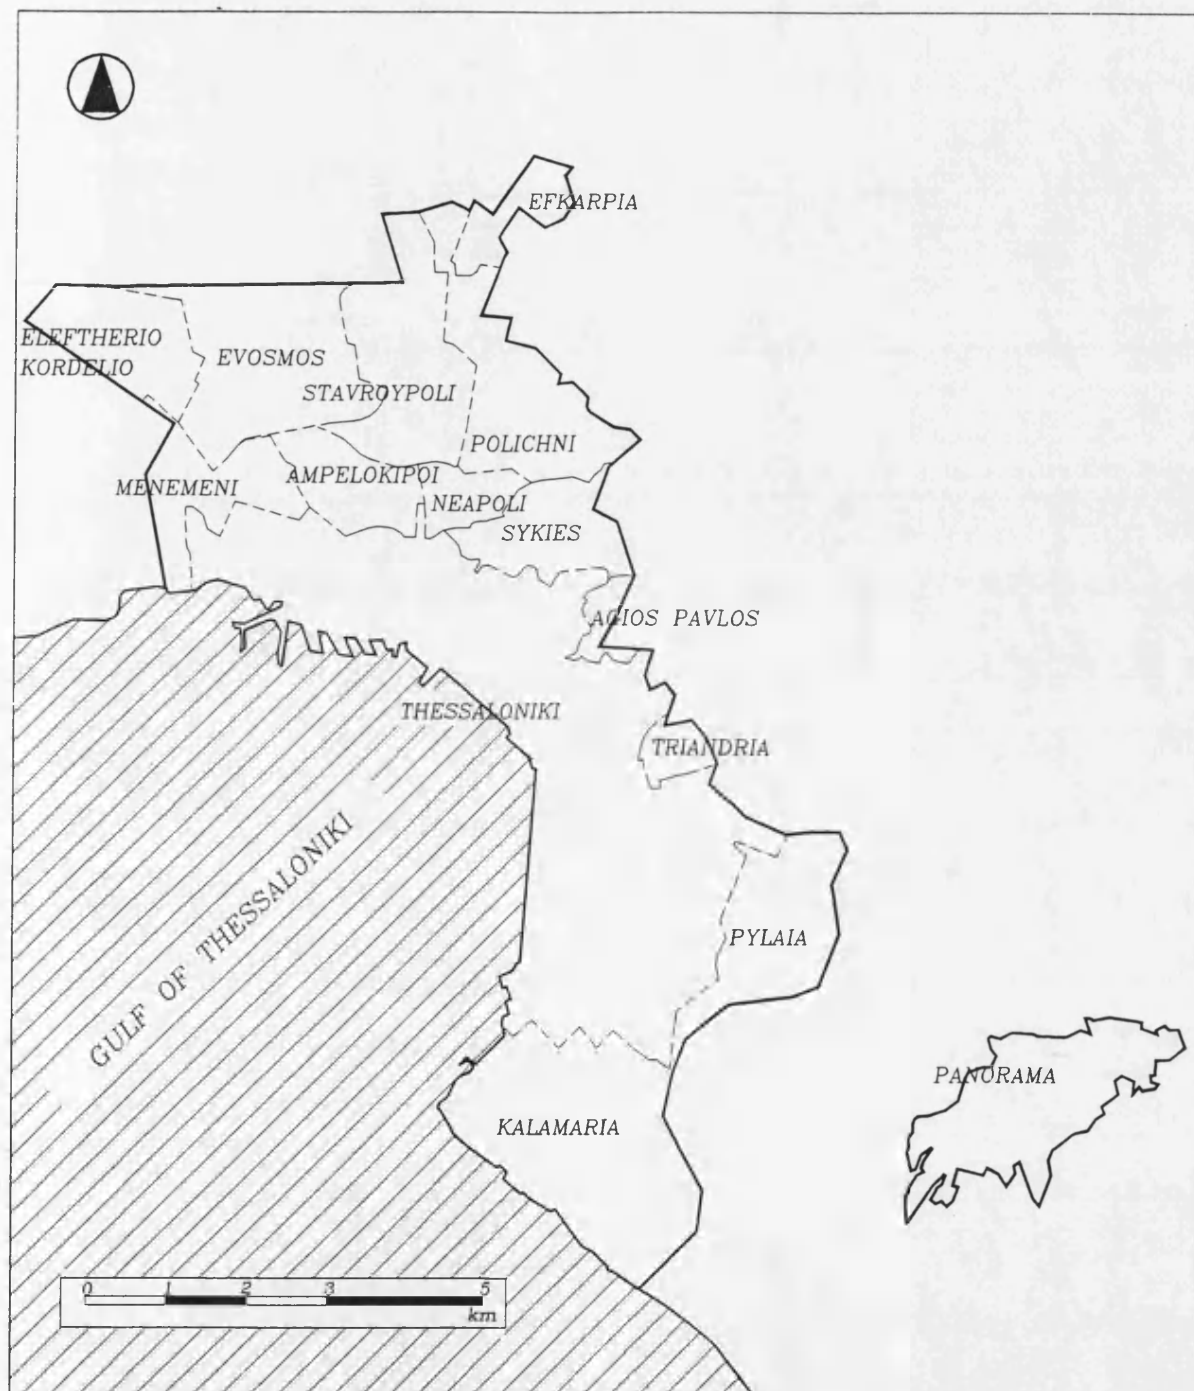 EFKARPIA
ELEFTHERIO
KORDELIO
EVOSMOS
STAVROYPOLI
POLICHNI
AMPELOKIPOI
MENEMENI
NEAPOLI
SYKIES
AGIOS PAVLOS
THESSALONIKI
TRIANDRIA
GULF OF THESSALONIKI
PYLAIA
PANORAMA
KALAMARIA
0 1 2 3 5
km